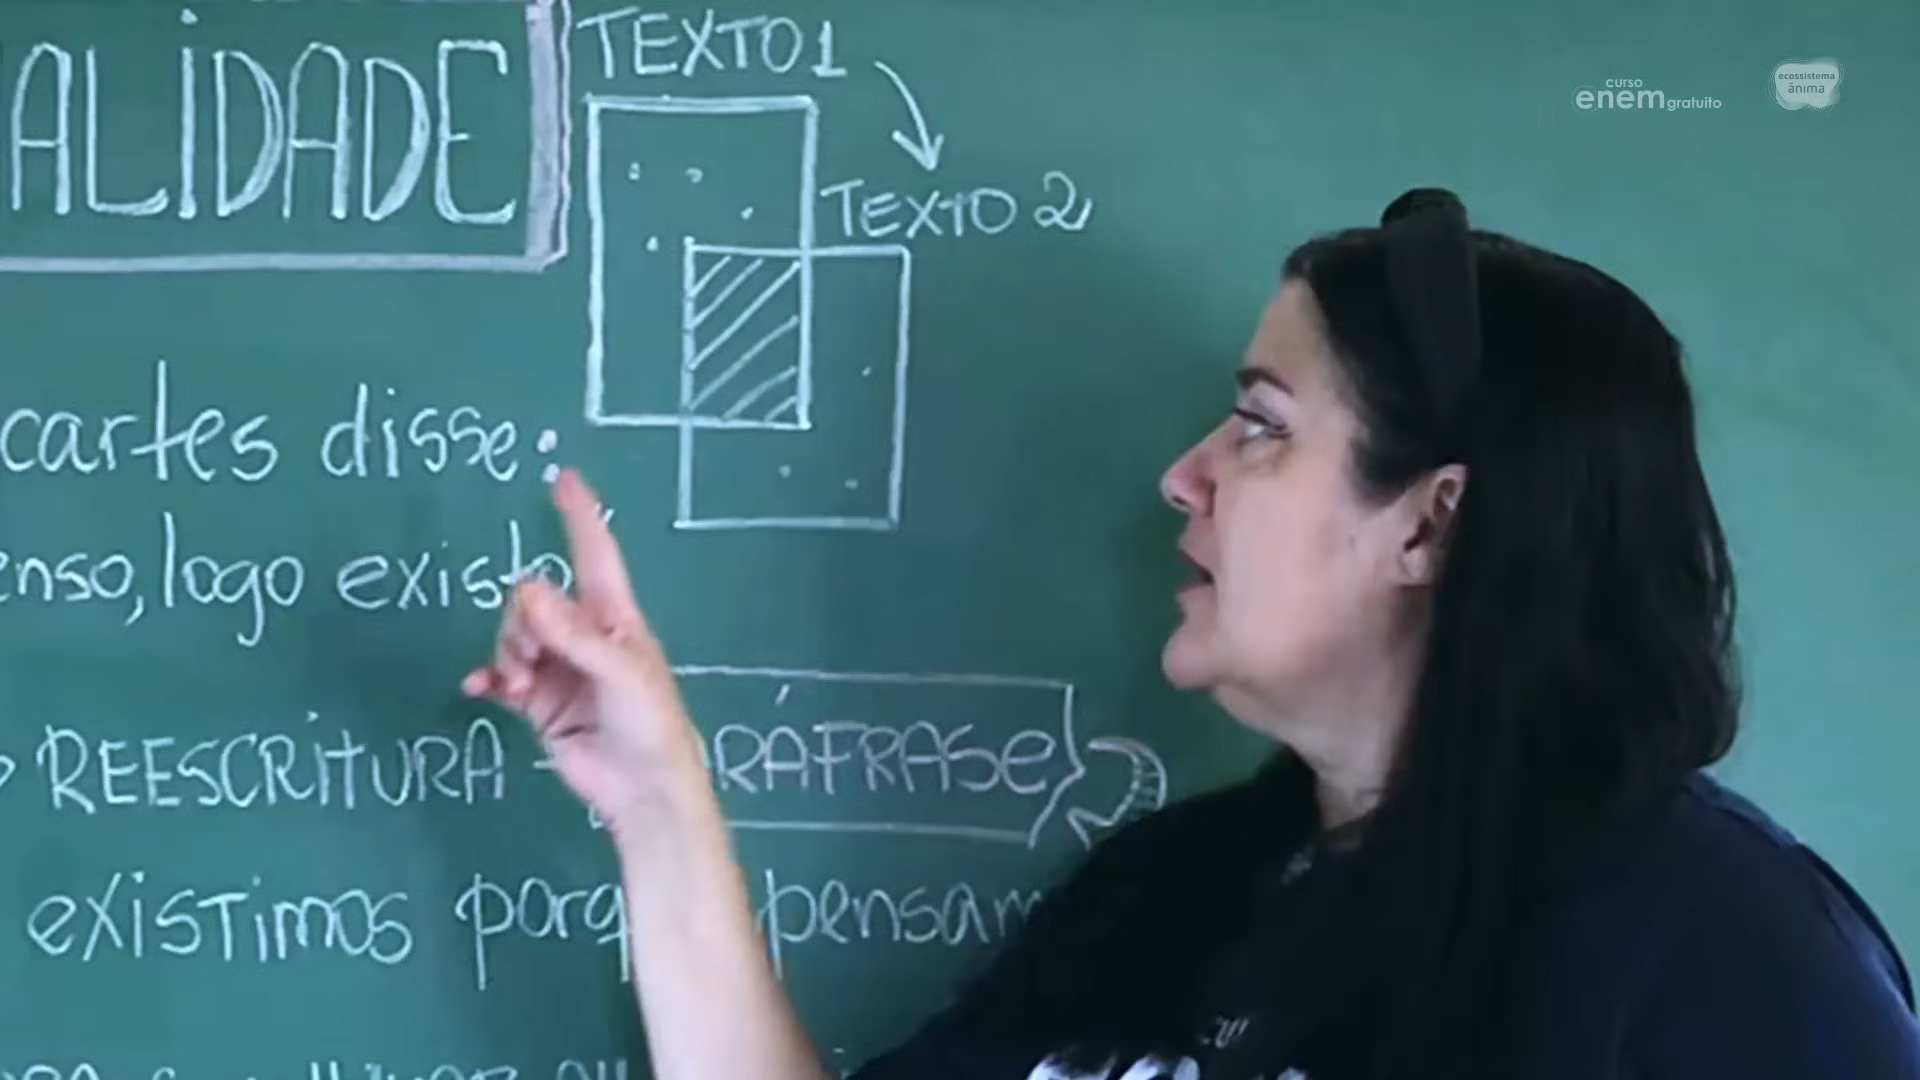 ALIDADE
TEXTO 1
TEXTO 2
curso
enem gratuito
ecossistema
ânima
cartes disse:
enso, logo existo"
REESCRITURA
RÁFRASE
existimos porq pensam